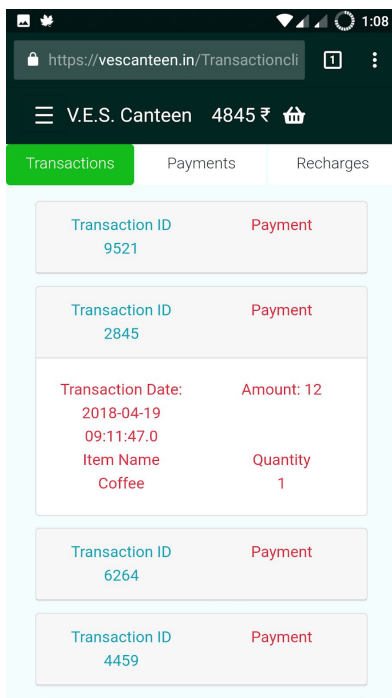 1:08
https://vescanteen.in/Transactioncli 1
V.E.S. Canteen 4845 ₹
Transactions Payments Recharges
Transaction ID Payment
9521
Transaction ID Payment
2845
Transaction Date: Amount: 12
2018-04-19
09:11:47.0
Item Name Quantity
Coffee 1
Transaction ID Payment
6264
Transaction ID Payment
4459